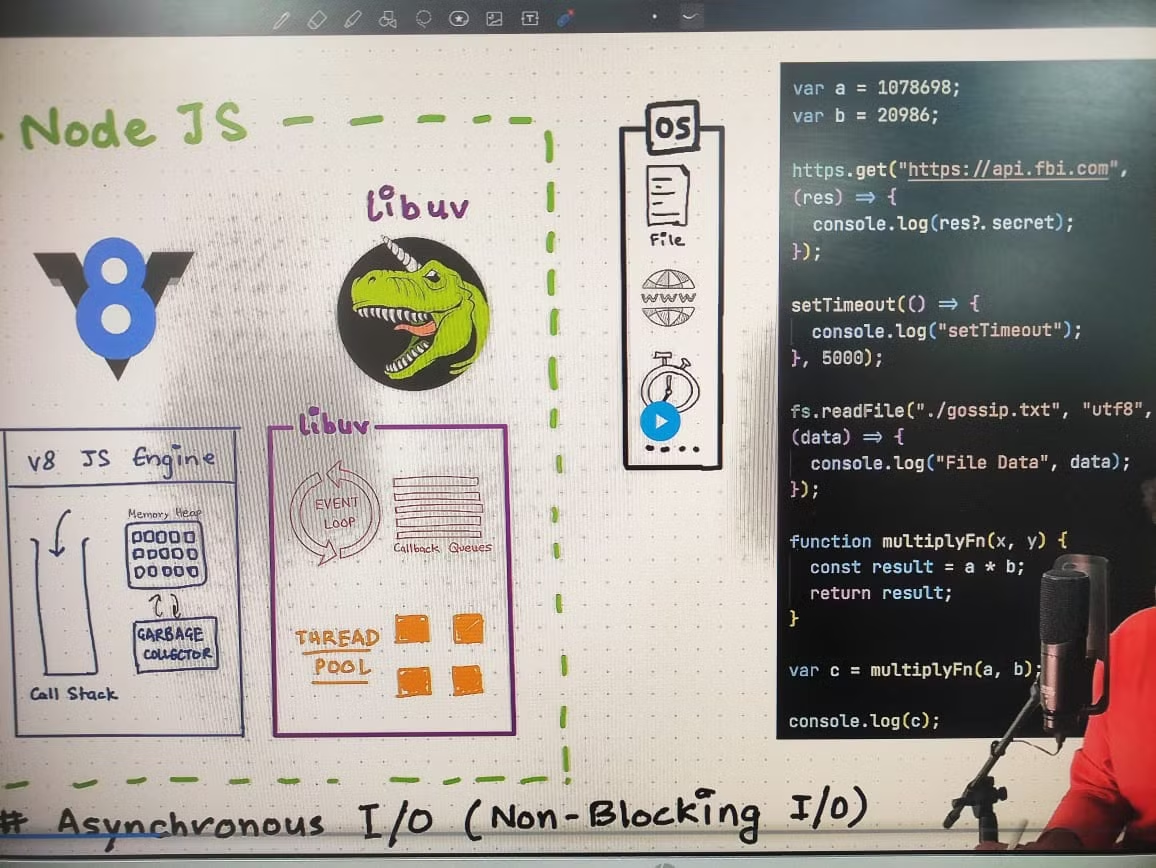 Node JS
libuv
8
V8 JS Engine
Memory Heap
GARBAGE
COLLECTOR
Call Stack
libuv
EVENT
LOOP
Callback Queues
THREAD
POOL
OS
File
WWW
T
var a = 1078698;
var b = 20986;
https.get("https://api.fbi.com",
(res) => {
console.log(res?.secret);
});
setTimeout(() => {
console.log("setTimeout");
}, 5000);
fs.readFile("./gossip.txt", "utf8",
(data) => {
console.log("File Data", data);
});
function multiplyFn(x, y) {
const result = a * b;
return result;
}
var c = multiplyFn(a, b);
console.log(c);
# Asynchronous I/O (Non-Blocking I/O)